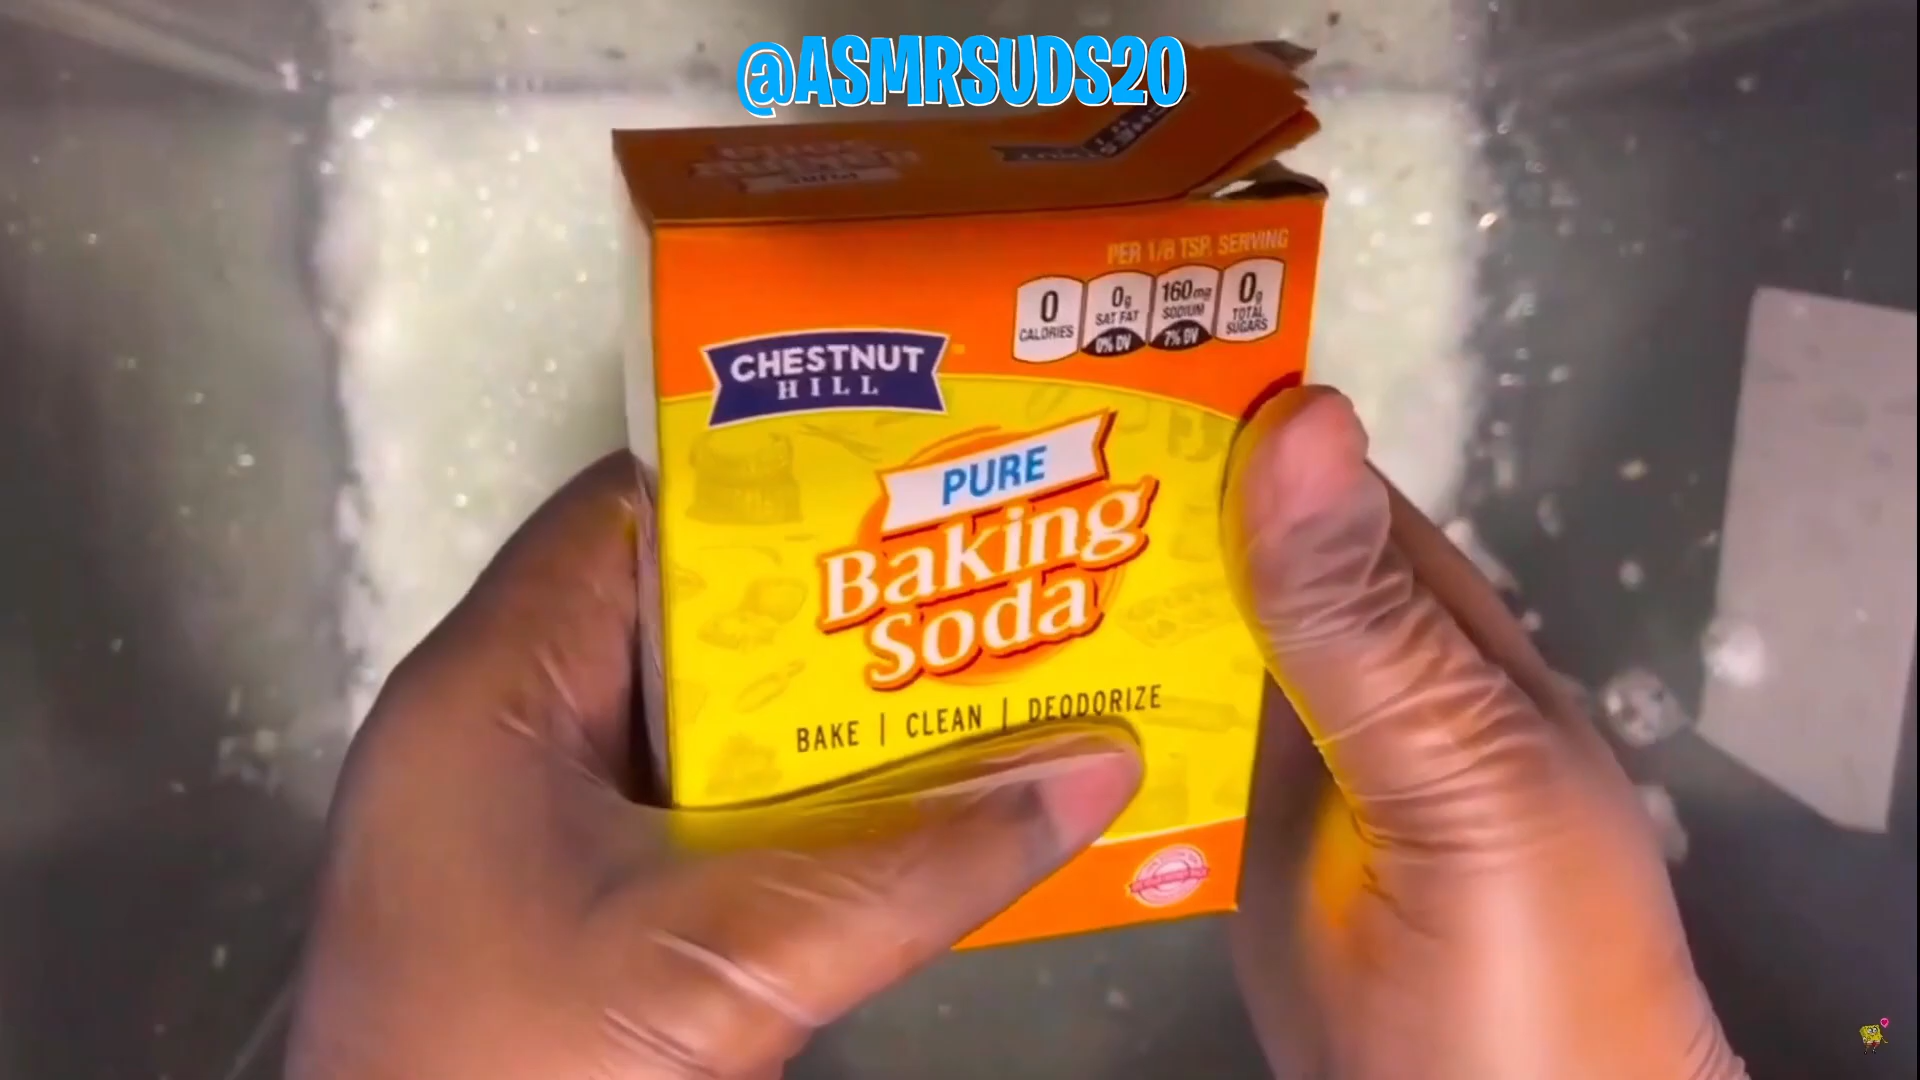 @ASMRSUDS20
PURE
PER 1/8 TSP. SERVING
0
CALORIES
0g
SAT FAT
0% DV
160mg
SODIUM
7% DV
0g
TOTAL
SUGARS
CHESTNUT
HILL
PURE
Baking
Soda
BAKE | CLEAN | DEODORIZE